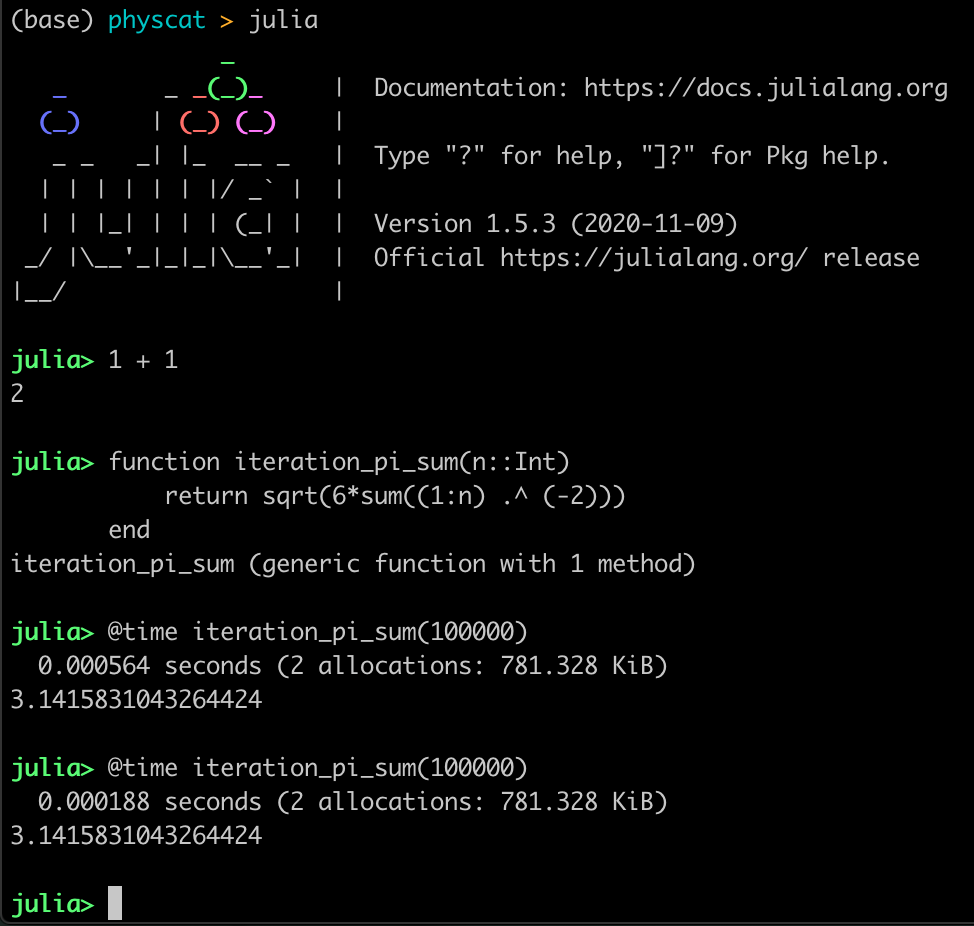 (base) physcat > julia
               _
   _       _ _(_)_     |  Documentation: https://docs.julialang.org
  (_)     | (_) (_)    |
   _ _   _| |_  __ _   |  Type "?" for help, "]?" for Pkg help.
  | | | | | | |/ _` |  |
  | | |_| | | | (_| |  |  Version 1.5.3 (2020-11-09)
 _/ |\__'_|_|_|\__'_|  |  Official https://julialang.org/ release
|__/                   |
julia> 1 + 1
2
julia> function iteration_pi_sum(n::Int)
           return sqrt(6*sum((1:n) .^ (-2)))
       end
iteration_pi_sum (generic function with 1 method)
julia> @time iteration_pi_sum(100000)
  0.000564 seconds (2 allocations: 781.328 KiB)
3.1415831043264424
julia> @time iteration_pi_sum(100000)
  0.000188 seconds (2 allocations: 781.328 KiB)
3.1415831043264424
julia>